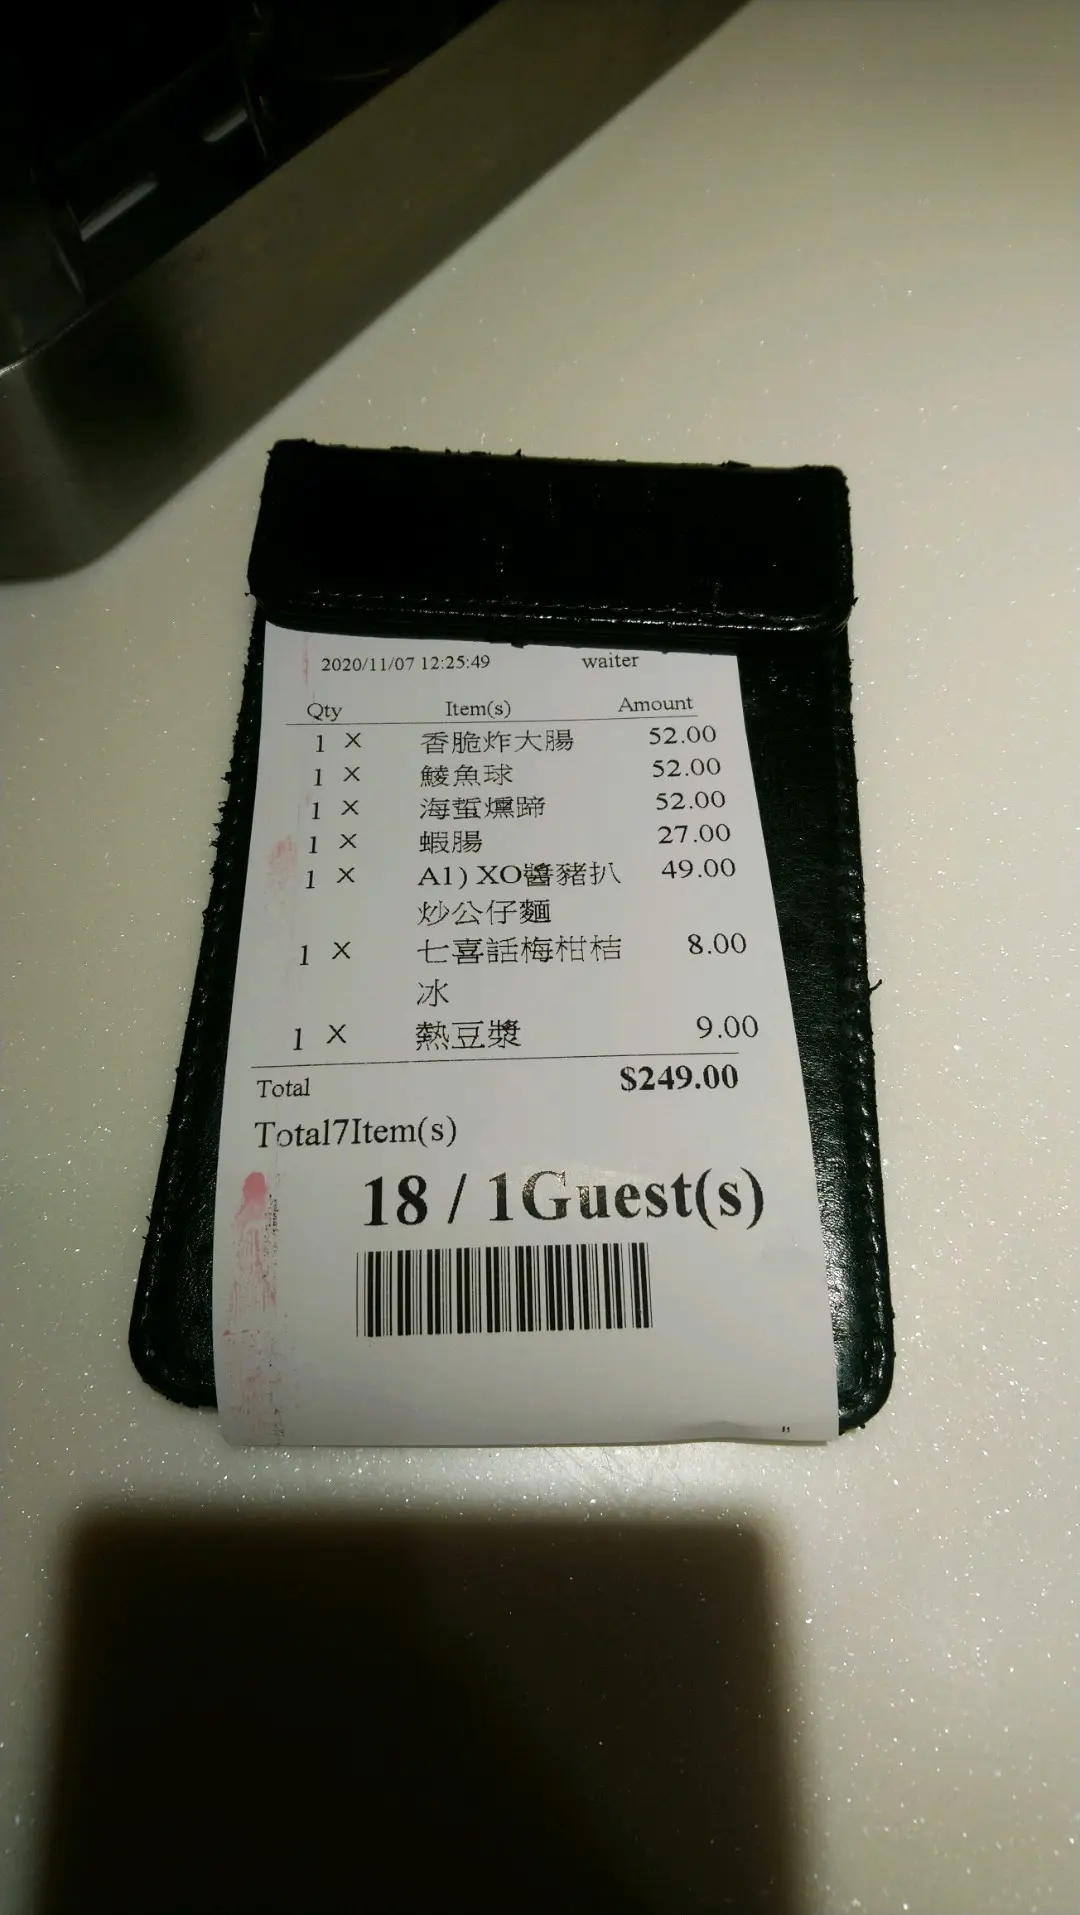 2020/11/07 12:25:49 waiter
Qty Item(s) Amount
1 × 香脆炸大腸 52.00
1 × 鯪魚球 52.00
1 × 海蜇燻蹄 52.00
1 × 蝦腸 27.00
1 × A1) XO醬豬扒 49.00
炒公仔麵
1 × 七喜話梅柑桔 8.00
冰
1 × 熱豆漿 9.00
Total $249.00
Total7Item(s)
18 / 1Guest(s)